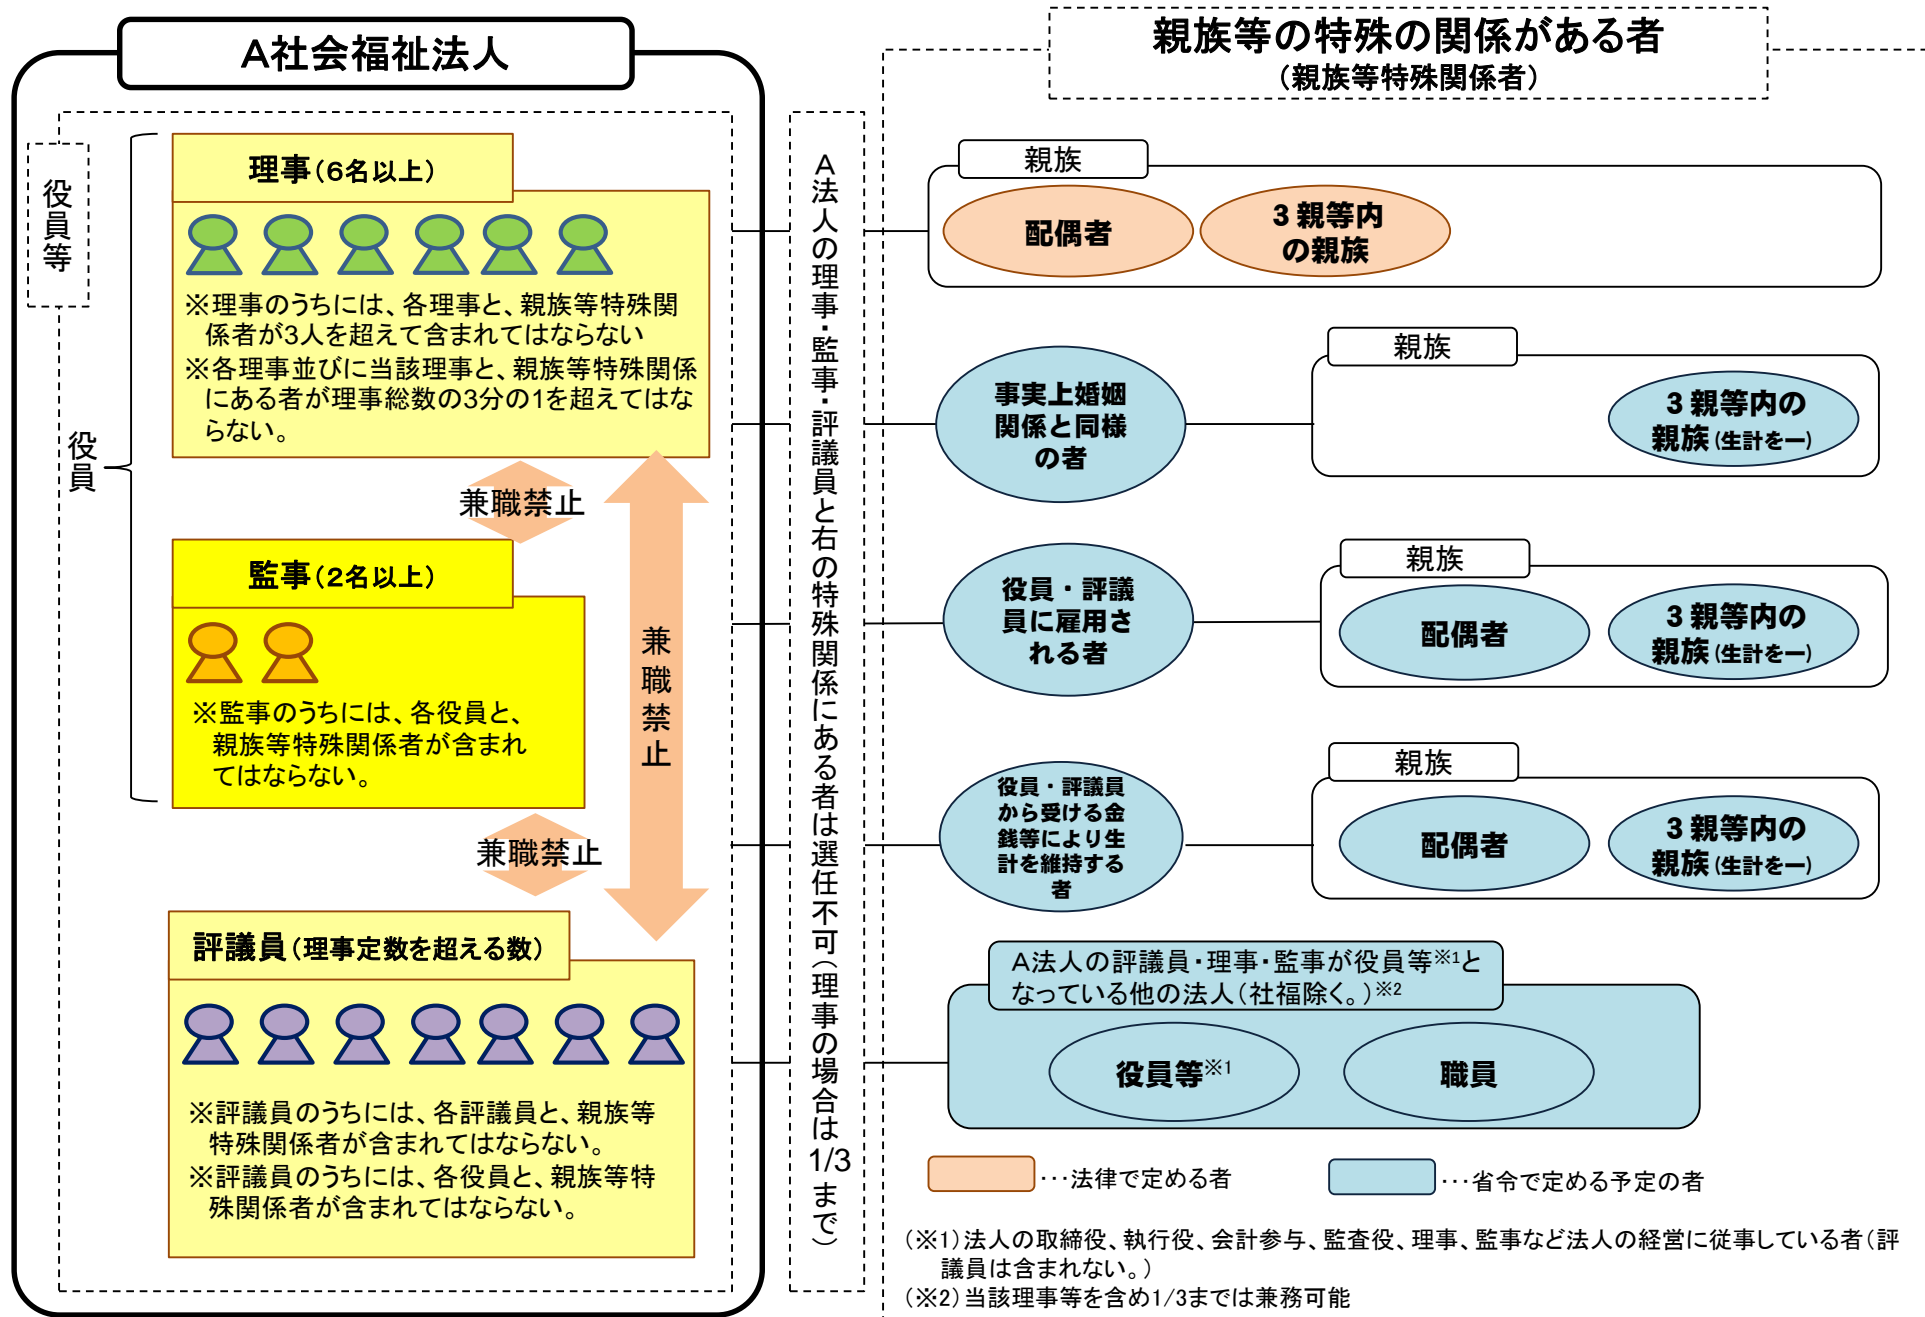 A社会福祉法人
役員等
役員
理事（6名以上）
※理事のうちには、各理事と、親族等特殊関
係者が3人を超えて含まれてはならない
※各理事並びに当該理事と、親族等特殊関係
にある者が理事総数の3分の1を超えてはな
らない。
兼職禁止
監事（2名以上）
※監事のうちには、各役員と、
親族等特殊関係者が含まれ
てはならない。
兼職禁止
兼職禁止
評議員（理事定数を超える数）
※評議員のうちには、各評議員と、親族等
特殊関係者が含まれてはならない。
※評議員のうちには、各役員と、親族等特
殊関係者が含まれてはならない。
A法人の理事・監事・評議員と右の特殊関係にある者は選任不可（理事の場合は1/3まで）
親族等の特殊の関係がある者
（親族等特殊関係者）
親族
配偶者
3親等内
の親族
事実上婚姻
関係と同様
の者
親族
3親等内の
親族（生計を一）
役員・評議
員に雇用さ
れる者
親族
配偶者
3親等内の
親族（生計を一）
役員・評議員
から受ける金
銭等により生
計を維持する
者
親族
配偶者
3親等内の
親族（生計を一）
A法人の評議員・理事・監事が役員等※1と
なっている他の法人（社福除く。）※2
役員等※1
職員
…法律で定める者
…省令で定める予定の者
（※1）法人の取締役、執行役、会計参与、監査役、理事、監事など法人の経営に従事している者（評
議員は含まれない。）
（※2）当該理事等を含め1/3までは兼務可能